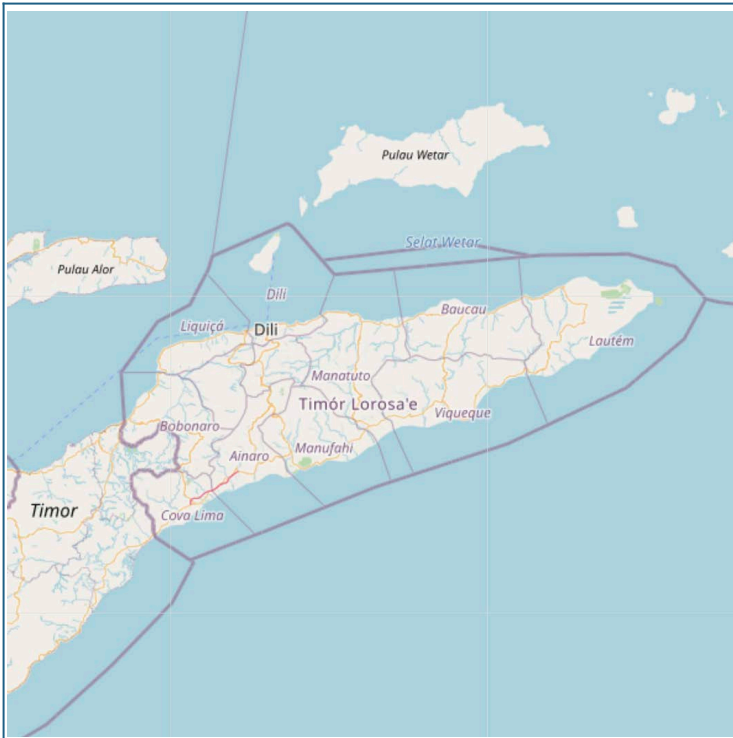 Pulau Wetar
Selat Wetar
Pulau Alor
Dili
Baucau
Liquiçá
Dili
Lautém
Manatuto
Timór Lorosa'e
Viqueque
Bobonaro
Manufahi
Ainaro
Timor
Cova Lima